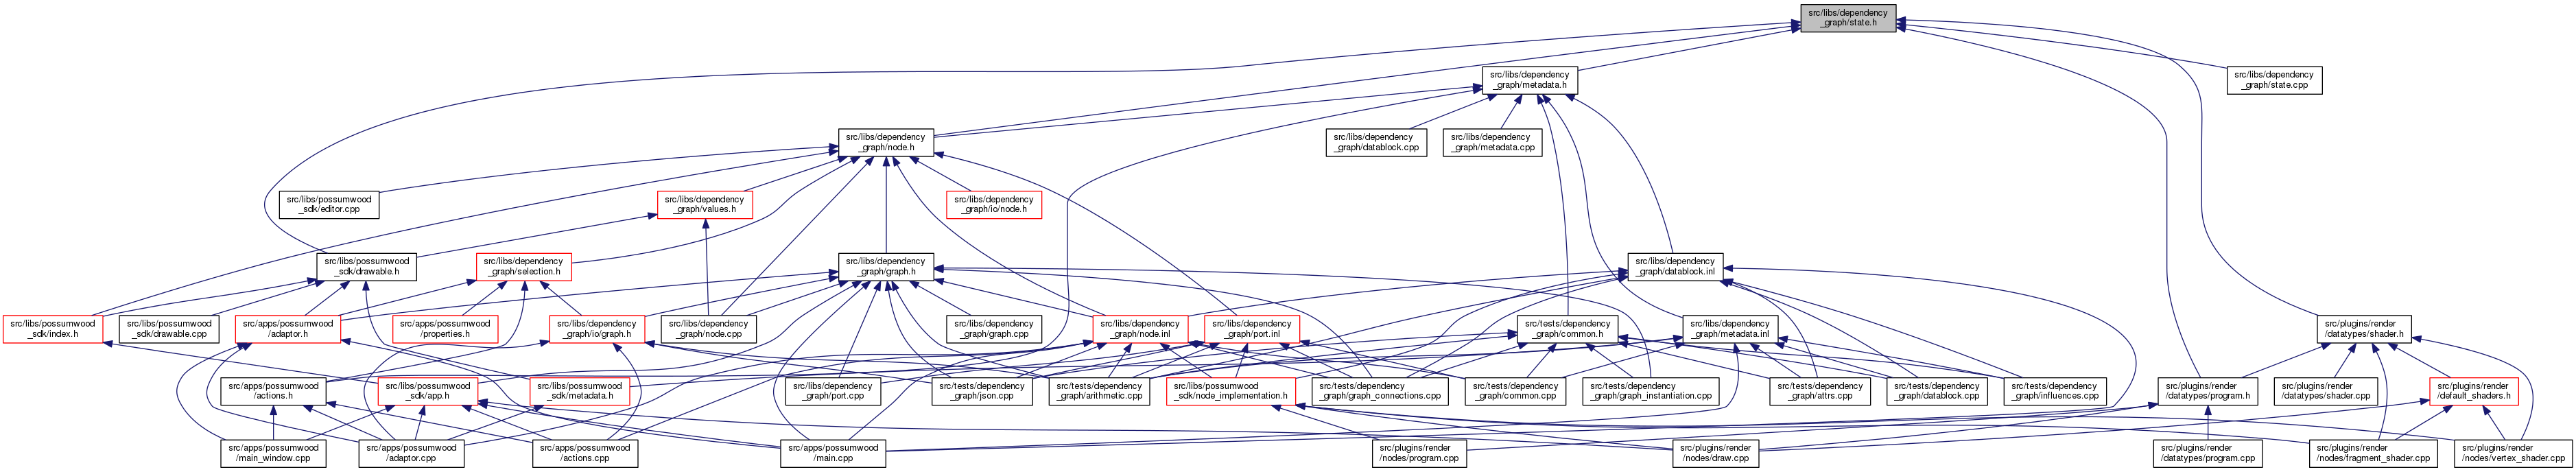 src/libs/dependency
_graph/state.h
src/libs/dependency
_graph/metadata.h
src/libs/dependency
_graph/state.cpp
src/libs/dependency
_graph/node.h
src/libs/dependency
_graph/datablock.cpp
src/libs/dependency
_graph/metadata.cpp
src/libs/possumwood
_sdk/editor.cpp
src/libs/dependency
_graph/values.h
src/libs/dependency
_graph/io/node.h
src/libs/possumwood
_sdk/drawable.h
src/libs/dependency
_graph/selection.h
src/libs/dependency
_graph/graph.h
src/libs/dependency
_graph/datablock.inl
src/libs/possumwood
_sdk/index.h
src/libs/possumwood
_sdk/drawable.cpp
src/apps/possumwood
/adaptor.h
src/apps/possumwood
/properties.h
src/libs/dependency
_graph/io/graph.h
src/libs/dependency
_graph/node.cpp
src/libs/dependency
_graph/graph.cpp
src/libs/dependency
_graph/node.inl
src/libs/dependency
_graph/port.inl
src/tests/dependency
_graph/common.h
src/libs/dependency
_graph/metadata.inl
src/plugins/render
/datatypes/shader.h
src/apps/possumwood
/actions.h
src/libs/possumwood
_sdk/app.h
src/libs/possumwood
_sdk/metadata.h
src/libs/dependency
_graph/port.cpp
src/tests/dependency
_graph/json.cpp
src/tests/dependency
_graph/arithmetic.cpp
src/libs/possumwood
_sdk/node_implementation.h
src/tests/dependency
_graph/graph_connections.cpp
src/tests/dependency
_graph/common.cpp
src/tests/dependency
_graph/graph_instantiation.cpp
src/tests/dependency
_graph/attrs.cpp
src/tests/dependency
_graph/datablock.cpp
src/tests/dependency
_graph/influences.cpp
src/plugins/render
/datatypes/program.h
src/plugins/render
/datatypes/shader.cpp
src/plugins/render
/default_shaders.h
src/apps/possumwood
/main_window.cpp
src/apps/possumwood
/adaptor.cpp
src/apps/possumwood
/actions.cpp
src/apps/possumwood
/main.cpp
src/plugins/render
/nodes/program.cpp
src/plugins/render
/nodes/draw.cpp
src/plugins/render
/datatypes/program.cpp
src/plugins/render
/nodes/fragment_shader.cpp
src/plugins/render
/nodes/vertex_shader.cpp